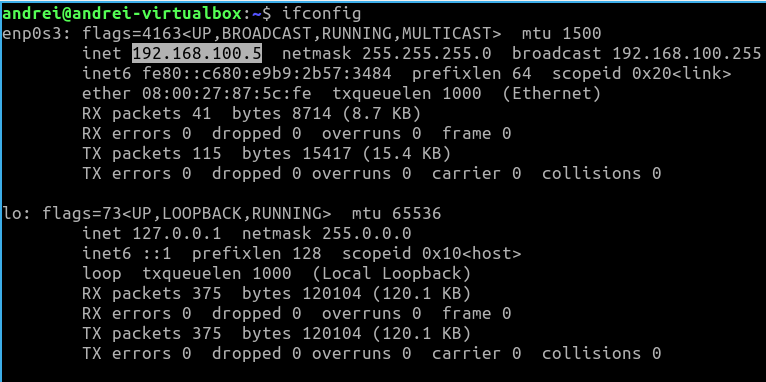 andrei@andrei-virtualbox:~$ ifconfig
enp0s3: flags=4163<UP,BROADCAST,RUNNING,MULTICAST>  mtu 1500
        inet 192.168.100.5  netmask 255.255.255.0  broadcast 192.168.100.255
        inet6 fe80::c680:e9b9:2b57:3484  prefixlen 64  scopeid 0x20<link>
        ether 08:00:27:87:5c:fe  txqueuelen 1000  (Ethernet)
        RX packets 41  bytes 8714 (8.7 KB)
        RX errors 0  dropped 0  overruns 0  frame 0
        TX packets 115  bytes 15417 (15.4 KB)
        TX errors 0  dropped 0 overruns 0  carrier 0  collisions 0

lo: flags=73<UP,LOOPBACK,RUNNING>  mtu 65536
        inet 127.0.0.1  netmask 255.0.0.0
        inet6 ::1  prefixlen 128  scopeid 0x10<host>
        loop  txqueuelen 1000  (Local Loopback)
        RX packets 375  bytes 120104 (120.1 KB)
        RX errors 0  dropped 0  overruns 0  frame 0
        TX packets 375  bytes 120104 (120.1 KB)
        TX errors 0  dropped 0 overruns 0  carrier 0  collisions 0